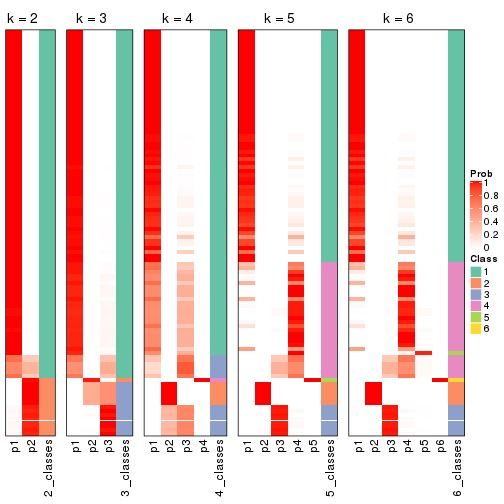 k = 2
k = 3
k = 4
k = 5
k = 6
p1
p2
2_classes
p1
p2
p3
3_classes
p1
p2
p3
p4
4_classes
p1
p2
p3
p4
p5
5_classes
p1
p2
p3
p4
p5
p6
6_classes
Prob
1
0.8
0.6
0.4
0.2
0
Class
1
2
3
4
5
6